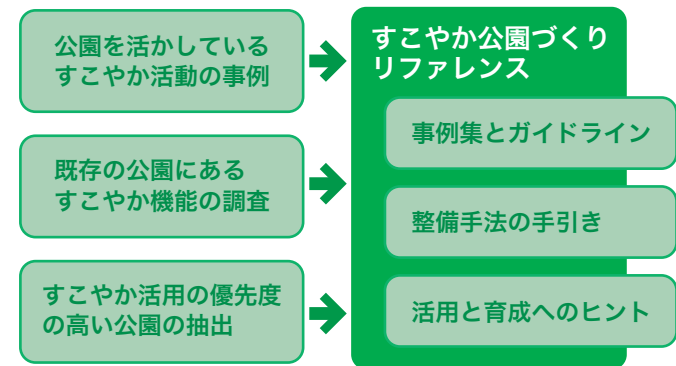 公園を活かしている
すこやか活動の事例
既存の公園にある
すこやか機能の調査
すこやか活用の優先度
の高い公園の抽出
すこやか公園づくり
リファレンス
事例集とガイドライン
整備手法の手引き
活用と育成へのヒント